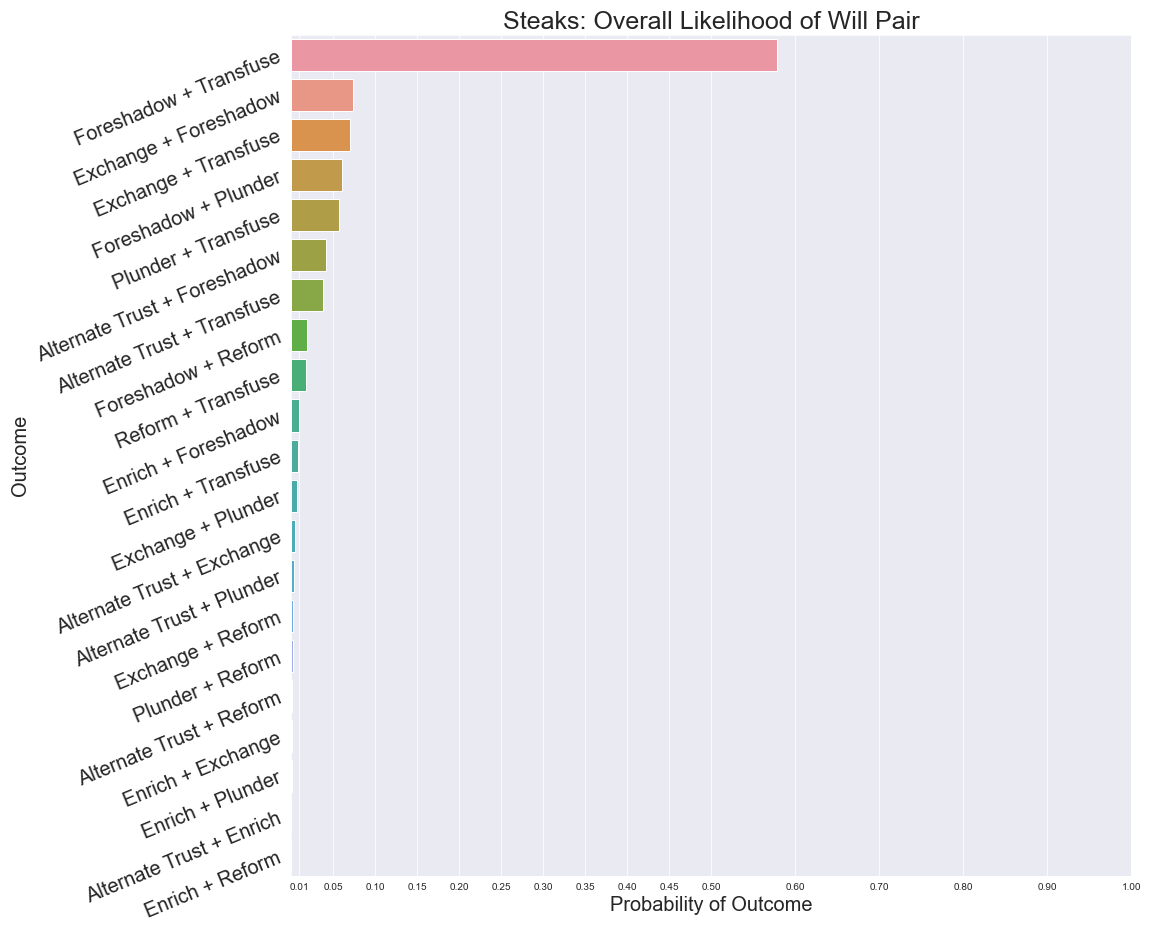 Steaks: Overall Likelihood of Will Pair
Foreshadow + Transfuse
Exchange + Foreshadow
Exchange + Transfuse
Foreshadow + Plunder
Plunder + Transfuse
Alternate Trust + Foreshadow
Alternate Trust + Transfuse
Foreshadow + Reform
Reform + Transfuse
Enrich + Foreshadow
Enrich + Transfuse
Exchange + Plunder
Alternate Trust + Exchange
Alternate Trust + Plunder
Exchange + Reform
Plunder + Reform
Alternate Trust + Reform
Enrich + Exchange
Enrich + Plunder
Alternate Trust + Enrich
Enrich + Reform
Outcome
0.01 0.05 0.10 0.15 0.20 0.25 0.30 0.35 0.40 0.45 0.50 0.60 0.70 0.80 0.90 1.00
Probability of Outcome